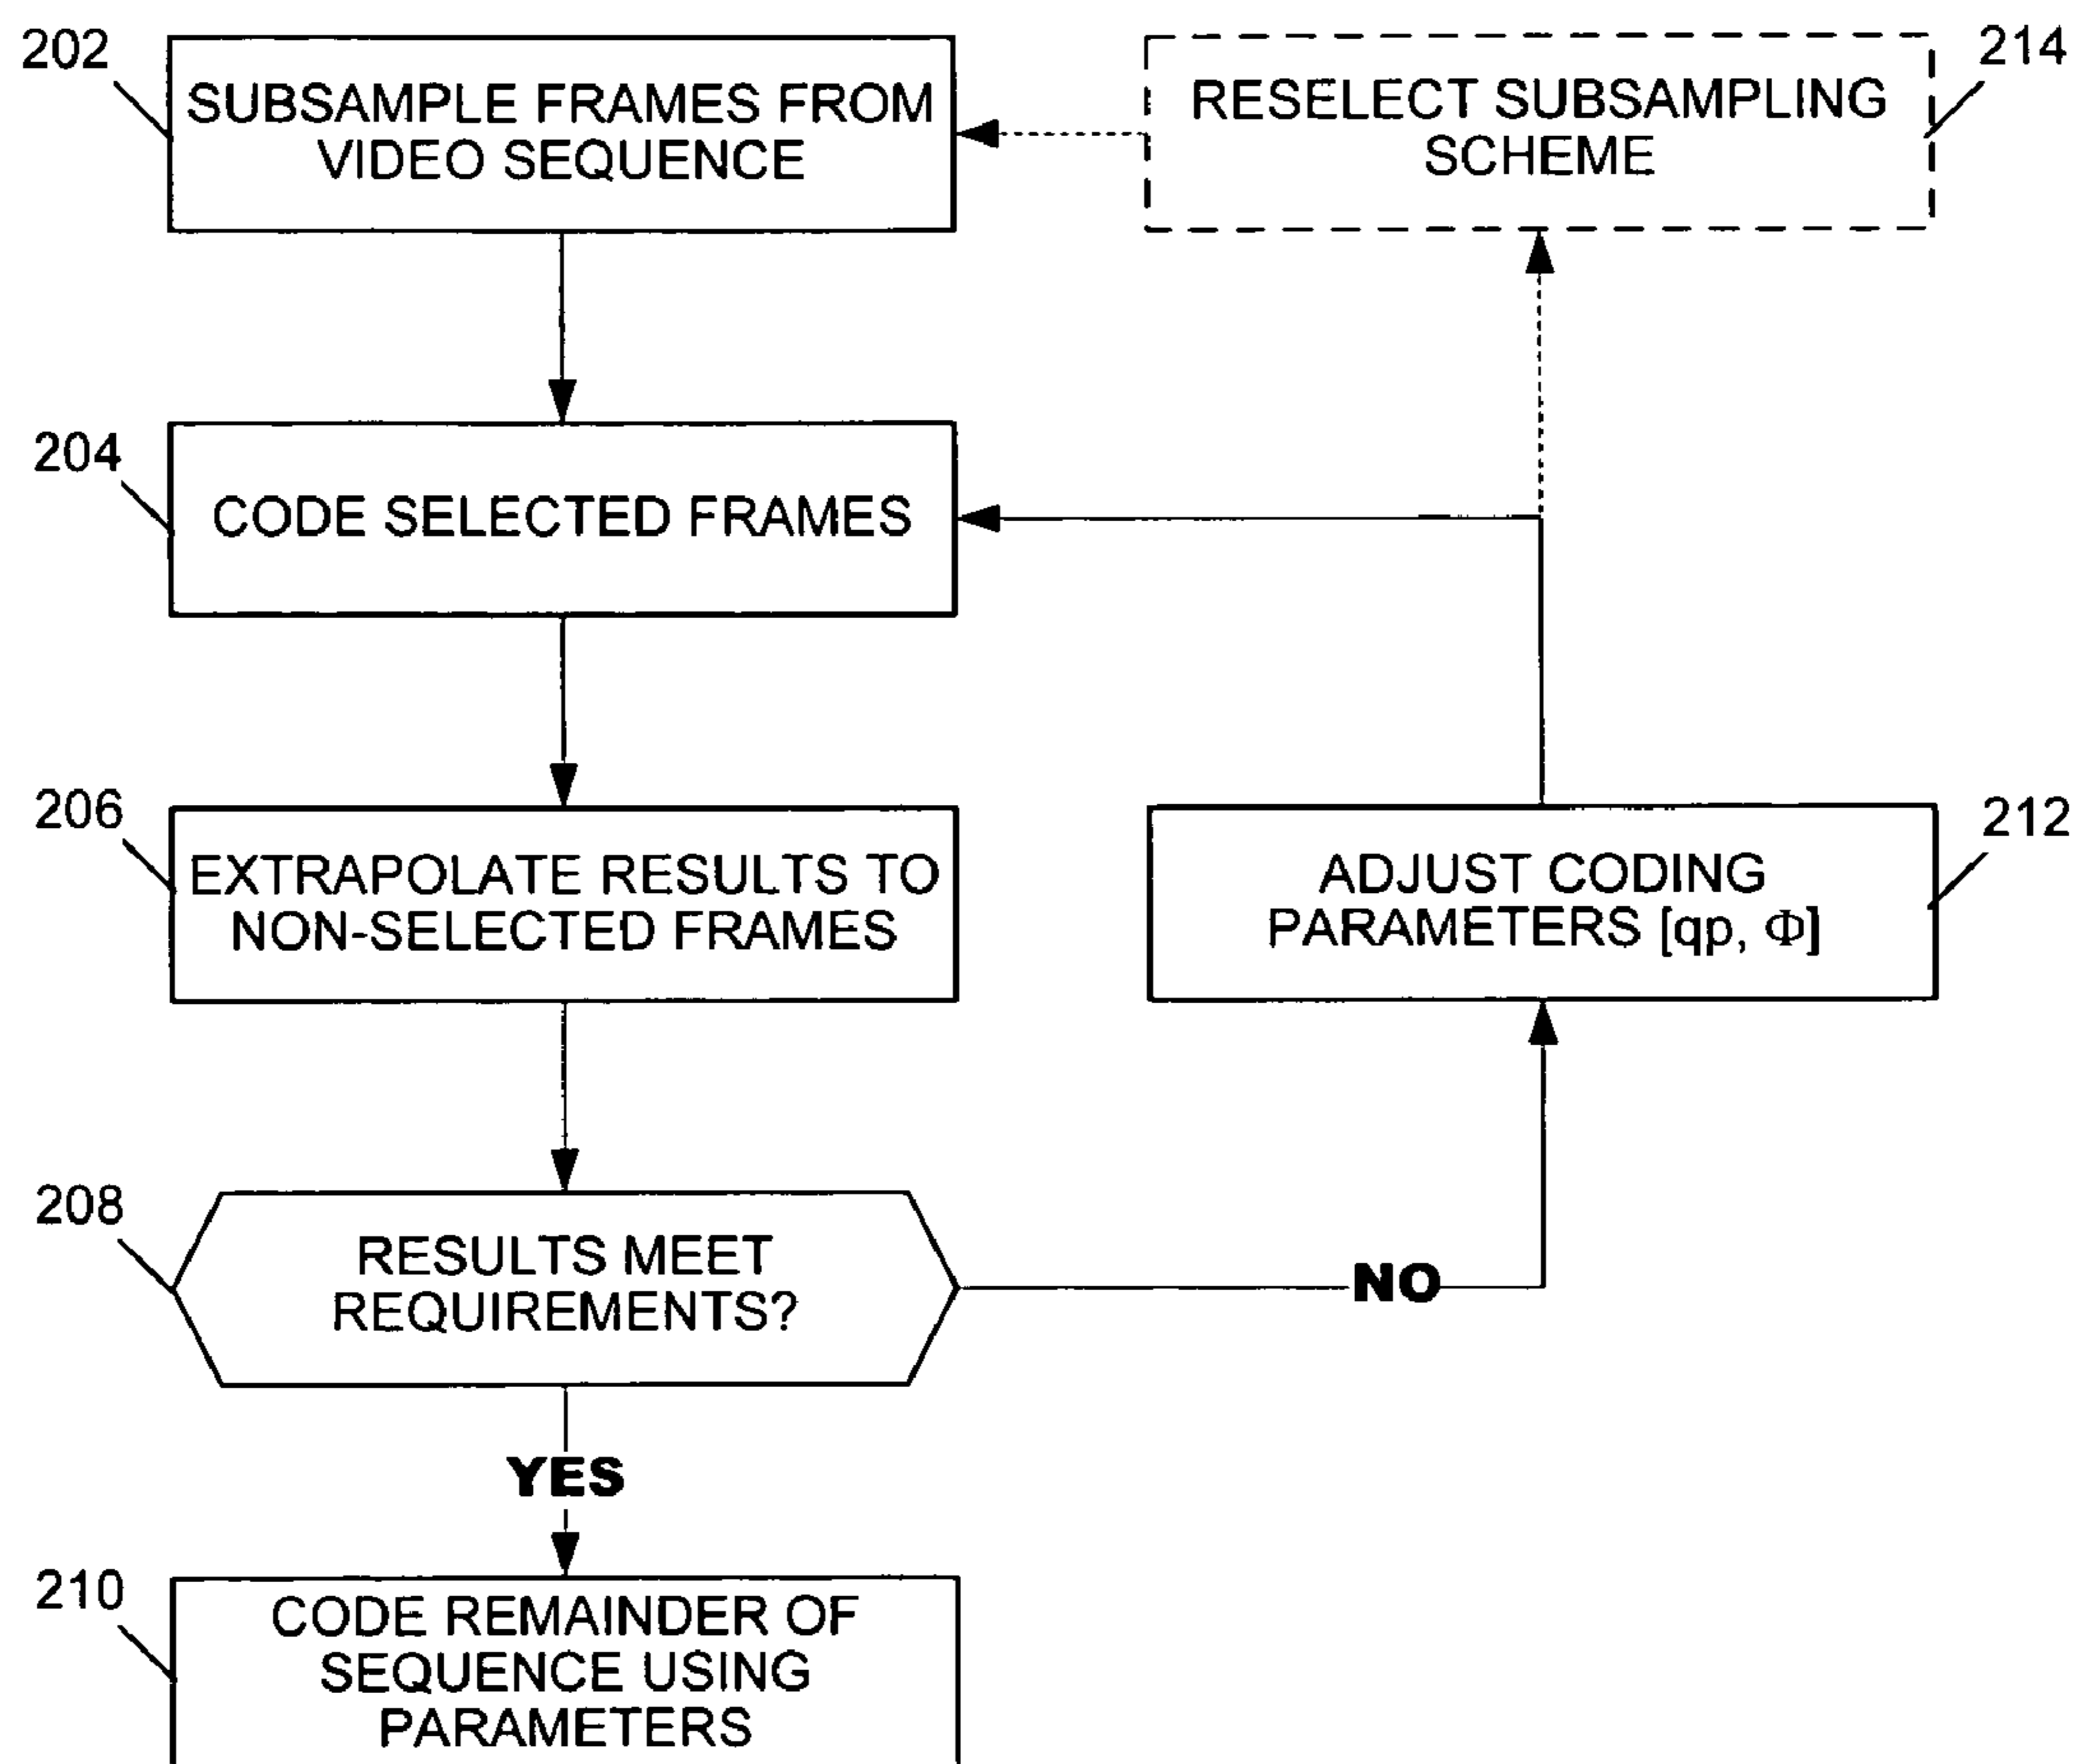 202
SUBSAMPLE FRAMES FROM
VIDEO SEQUENCE
RESELECT SUBSAMPLING
SCHEME
214
204
CODE SELECTED FRAMES
206
EXTRAPOLATE RESULTS TO
NON-SELECTED FRAMES
ADJUST CODING
PARAMETERS [qp, Φ]
212
208
RESULTS MEET
REQUIREMENTS?
NO
YES
210
CODE REMAINDER OF
SEQUENCE USING
PARAMETERS